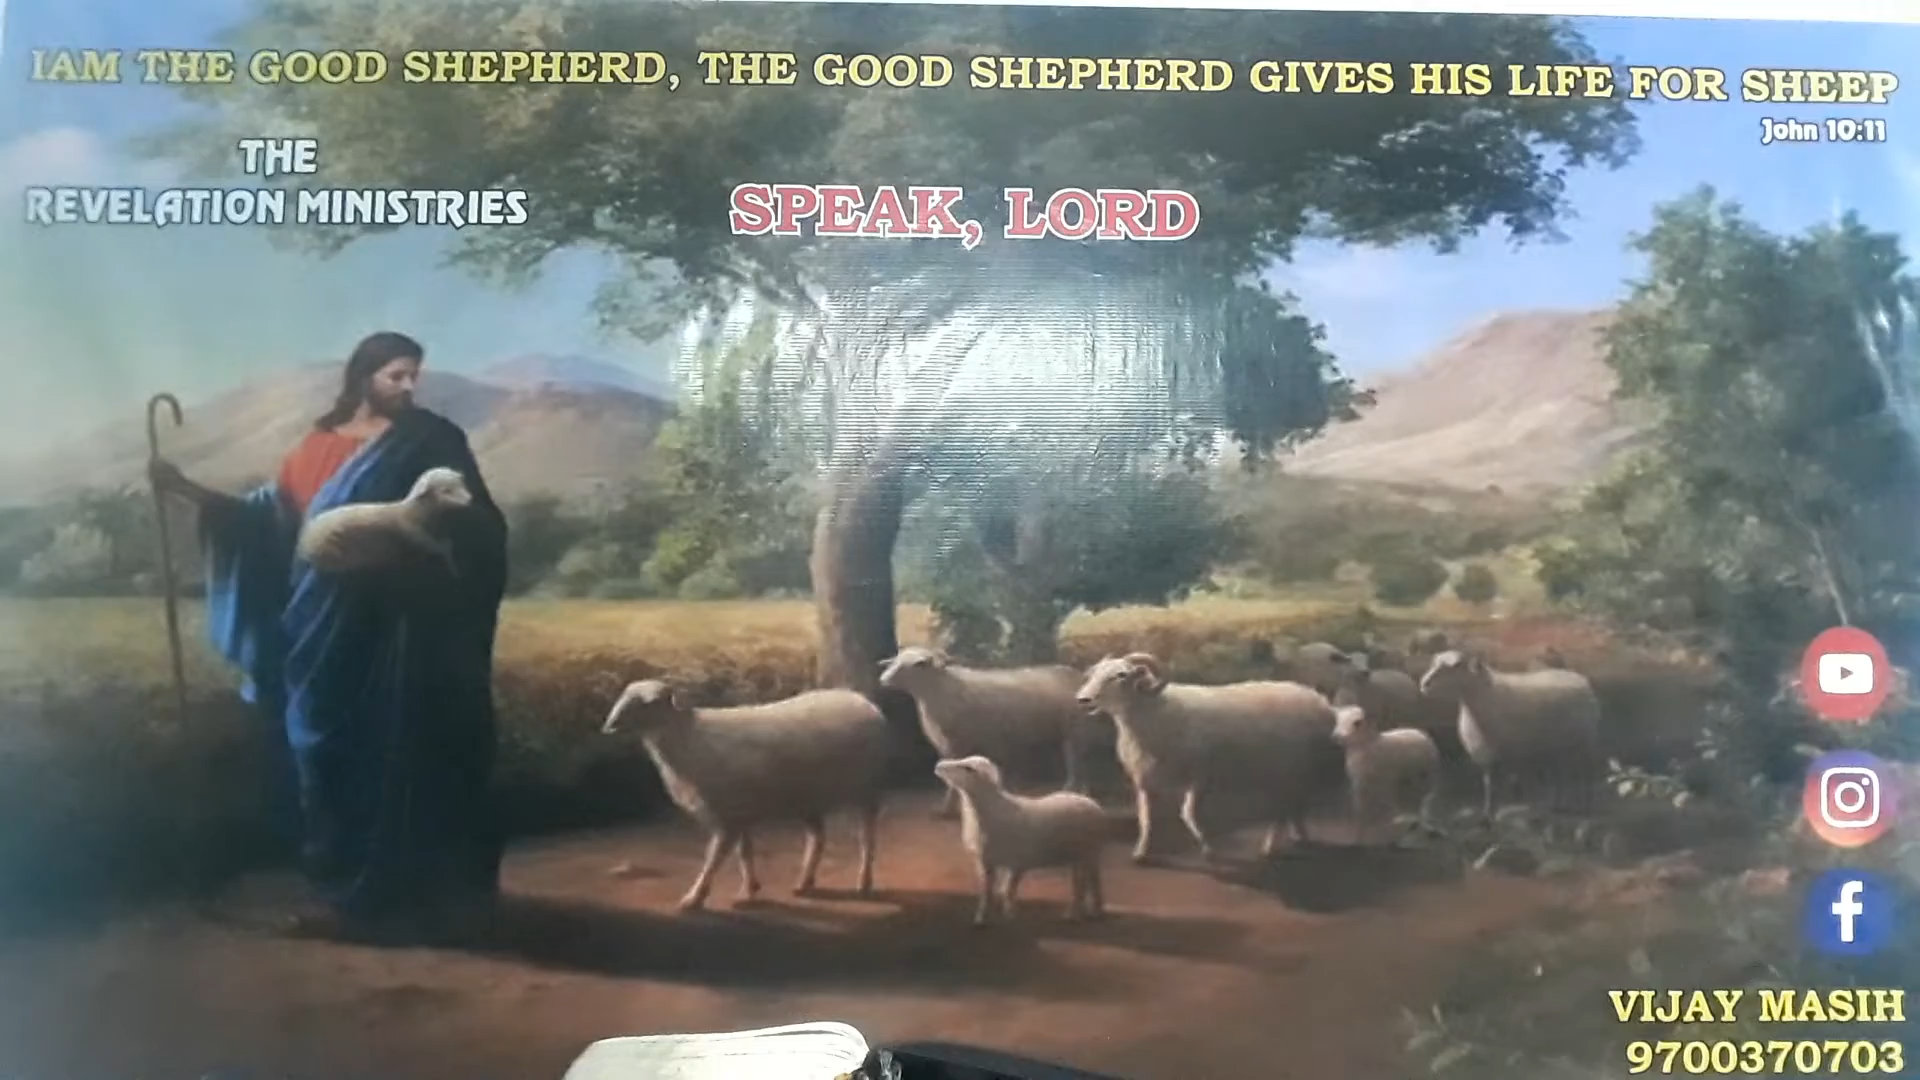 IAM THE GOOD SHEPHERD, THE GOOD SHEPHERD GIVES HIS LIFE FOR SHEEP
John 10:11
THE
REVELATION MINISTRIES
SPEAK, LORD
VIJAY MASIH
9700370703